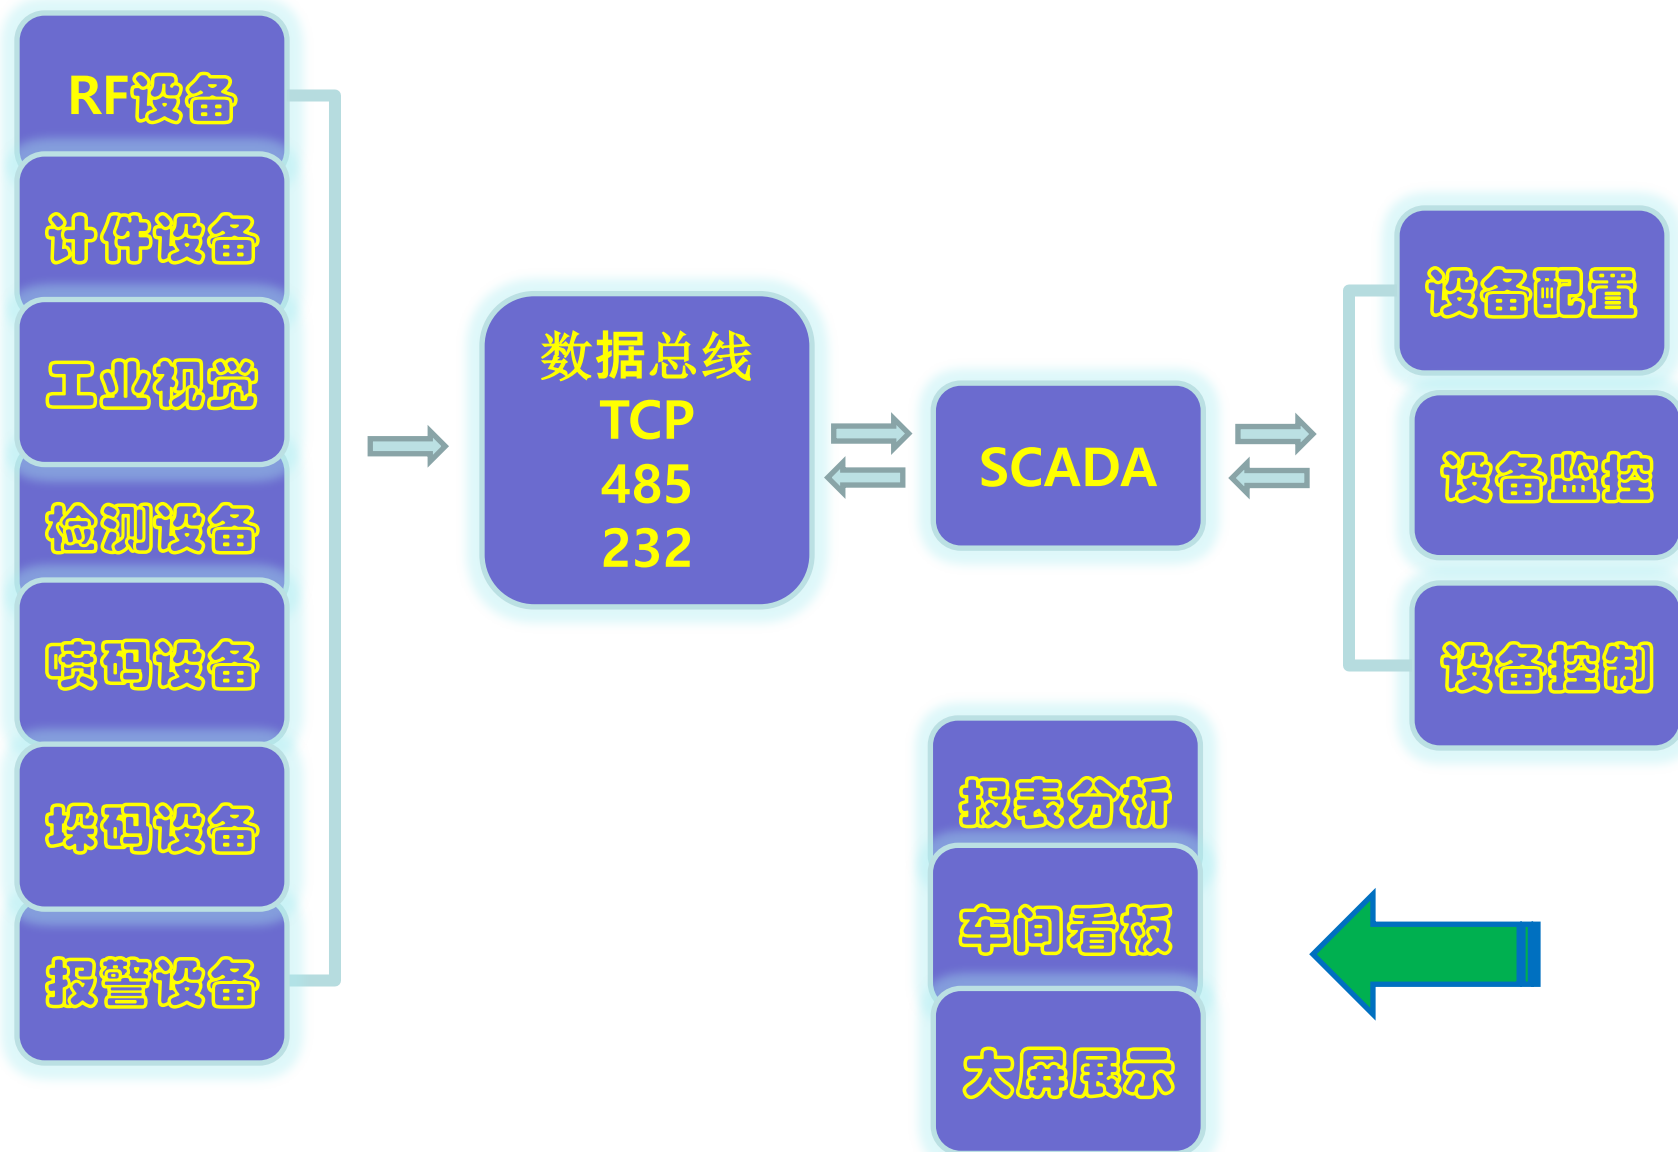 RF设备
计件设备
工业视觉
检测设备
喷码设备
垛码设备
报警设备
数据总线
TCP
485
232
SCADA
设备配置
设备监控
设备控制
报表分析
车间看板
大屏展示